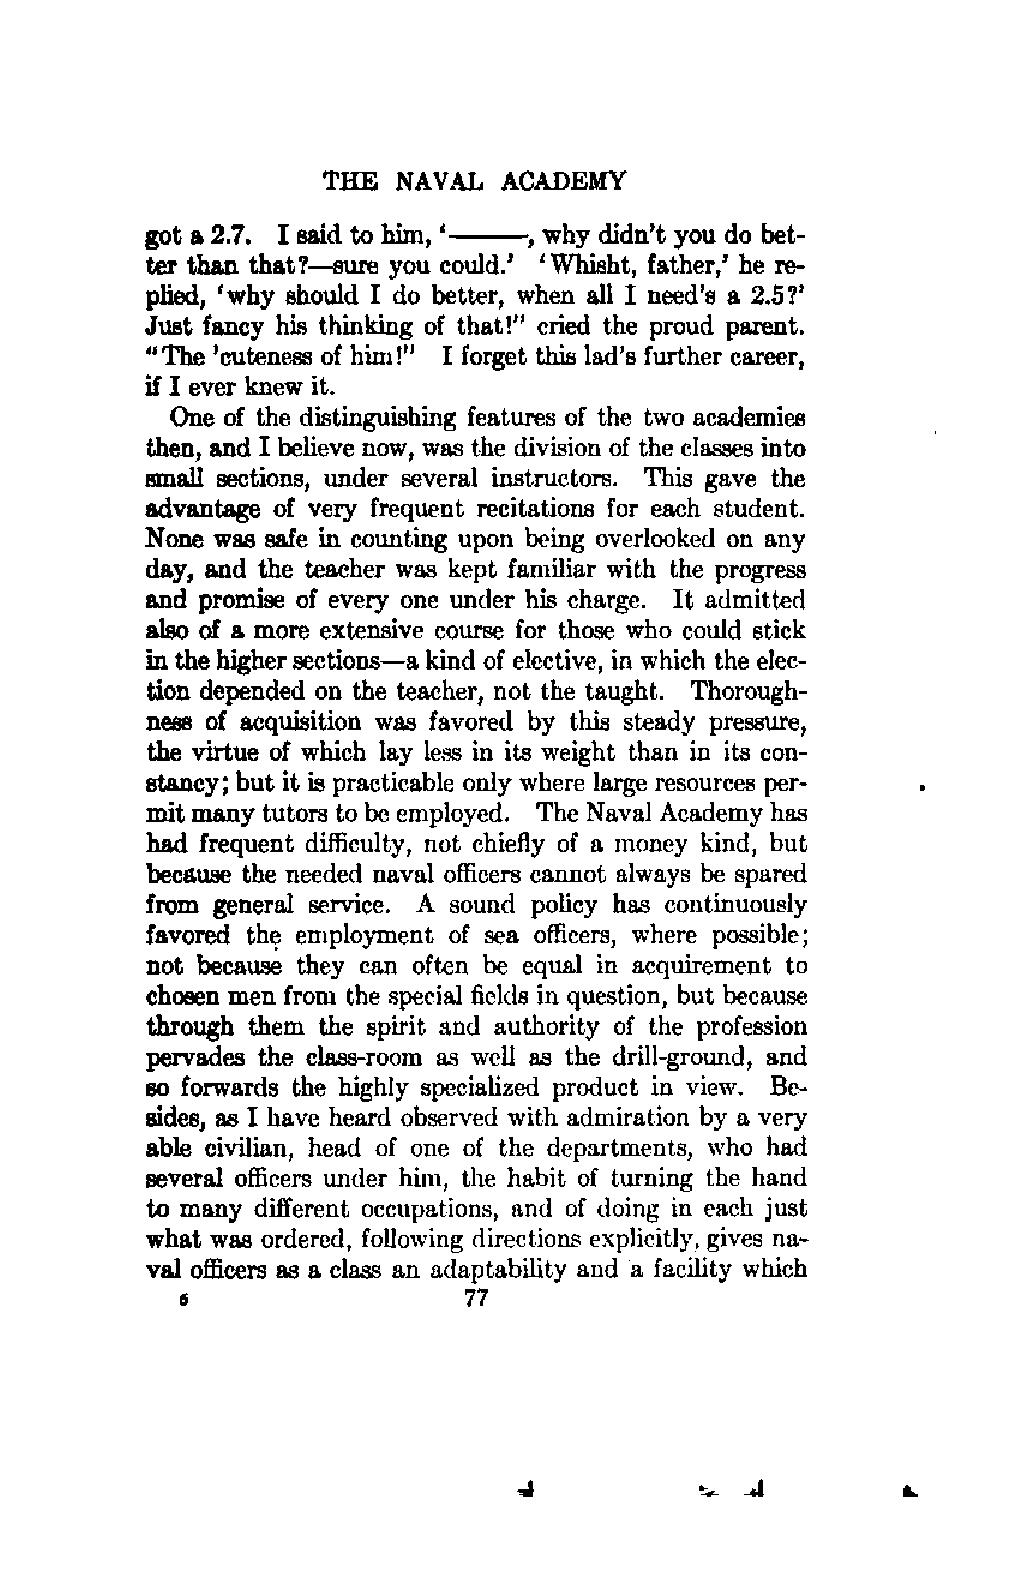 THE NAVAL ACADEMY
got a 2.7. I said to him, '———, why didn't you do bet-
ter than that?—sure you could.' 'Whisht, father,' he re-
plied, 'why should I do better, when all I need's a 2.5?'
Just fancy his thinking of that!" cried the proud parent.
"The 'cuteness of him!" I forget this lad's further career,
if I ever knew it.
One of the distinguishing features of the two academies
then, and I believe now, was the division of the classes into
small sections, under several instructors. This gave the
advantage of very frequent recitations for each student.
None was safe in counting upon being overlooked on any
day, and the teacher was kept familiar with the progress
and promise of every one under his charge. It admitted
also of a more extensive course for those who could stick
in the higher sections—a kind of elective, in which the elec-
tion depended on the teacher, not the taught. Thorough-
ness of acquisition was favored by this steady pressure,
the virtue of which lay less in its weight than in its con-
stancy; but it is practicable only where large resources per-
mit many tutors to be employed. The Naval Academy has
had frequent difficulty, not chiefly of a money kind, but
because the needed naval officers cannot always be spared
from general service. A sound policy has continuously
favored the employment of sea officers, where possible;
not because they can often be equal in acquirement to
chosen men from the special fields in question, but because
through them the spirit and authority of the profession
pervades the class-room as well as the drill-ground, and
so forwards the highly specialized product in view. Be-
sides, as I have heard observed with admiration by a very
able civilian, head of one of the departments, who had
several officers under him, the habit of turning the hand
to many different occupations, and of doing in each just
what was ordered, following directions explicitly, gives na-
val officers as a class an adaptability and a facility which
6 77